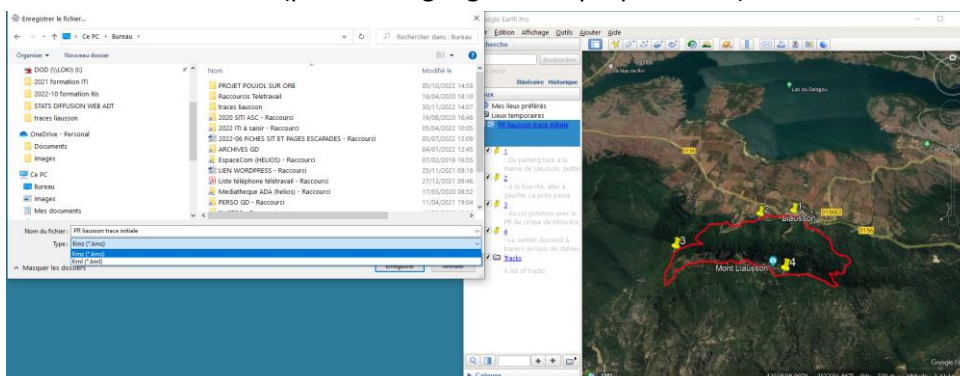 Enregistrer le fichier...
Ce PC > Bureau >
Rechercher dans : Bureau
Organiser
Nouveau dossier
DOD (\\LOKI) (I:)
2021 formation ITI
2022-10 formation itis
STATS DIFFUSION WEB ADT
traces liausson
OneDrive - Personal
Documents
Images
Ce PC
Bureau
Images
Mes documents
Nom
Modifié le
PROJET POUJOL SUR ORB
05/10/2022 14:59
Raccourcis Teletravail
18/04/2020 18:10
traces liausson
30/11/2022 14:07
2020 SITI ASC - Raccourci
19/08/2020 16:48
2022 ITI à saisir - Raccourci
05/04/2022 10:05
2022-06 FICHES SIT ET PAGES ESCAPADES - Raccourci
05/07/2022 12:09
ARCHIVES GD
04/01/2022 12:43
EspaceCom (HELIOS) - Raccourci
07/02/2018 16:55
LIEN WORDPRESS - Raccourci
25/11/2021 09:16
Liste téléphone télétravail - Raccourci
27/12/2021 09:46
Mediatheque ADA (helios) - Raccourci
17/03/2020 08:52
PERSO GD - Raccourci
11/04/2021 19:04
Nom du fichier : PR lieusson trace initiale
Type : Kmz (*.kmz)
Kmz (*.kmz)
Kml (*.kml)
Masquer les dossiers
Google Earth Pro
Édition Affichage Outils Ajouter Aide
Rechercher
Itinéraire Historique
Mes lieux préférés
Lieux temporaires
PR lieusson trace initiale
1
- Du parking face à la
mairie de Liausson, quitter
2
- À la fourche, aller à
gauche. La piste passe
3
- Au col (jonction avec le
PR du cirque de Mourèze
4
- Le sentier descend à
travers un bois de chênes
Tracks
A list of tracks
Calques
Lac du Salagou
D156
1
2
Liausson
D156E2
D156
3
4
Mont Liausson